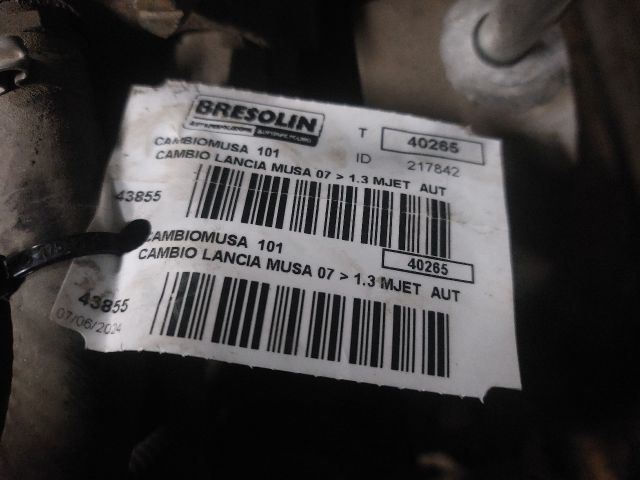 BRESOLIN
T 40265
CAMBIOMUSA 101
ID 217842
CAMBIO LANCIA MUSA 07 > 1.3 MJET AUT
43855
CAMBIOMUSA 101
40265
CAMBIO LANCIA MUSA 07 > 1.3 MJET AUT
43855
07/06/2024